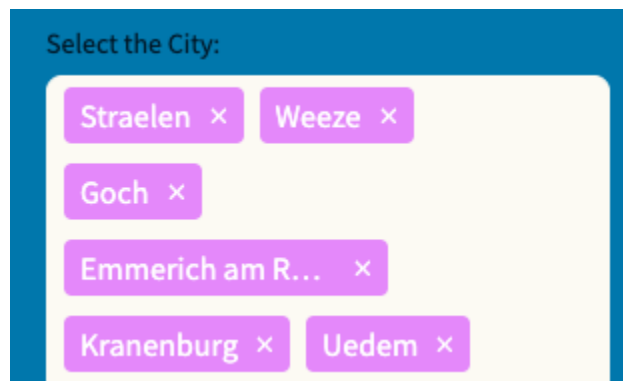 Select the City:
Straelen × Weeze ×
Goch ×
Emmerich am R... ×
Kranenburg × Uedem ×